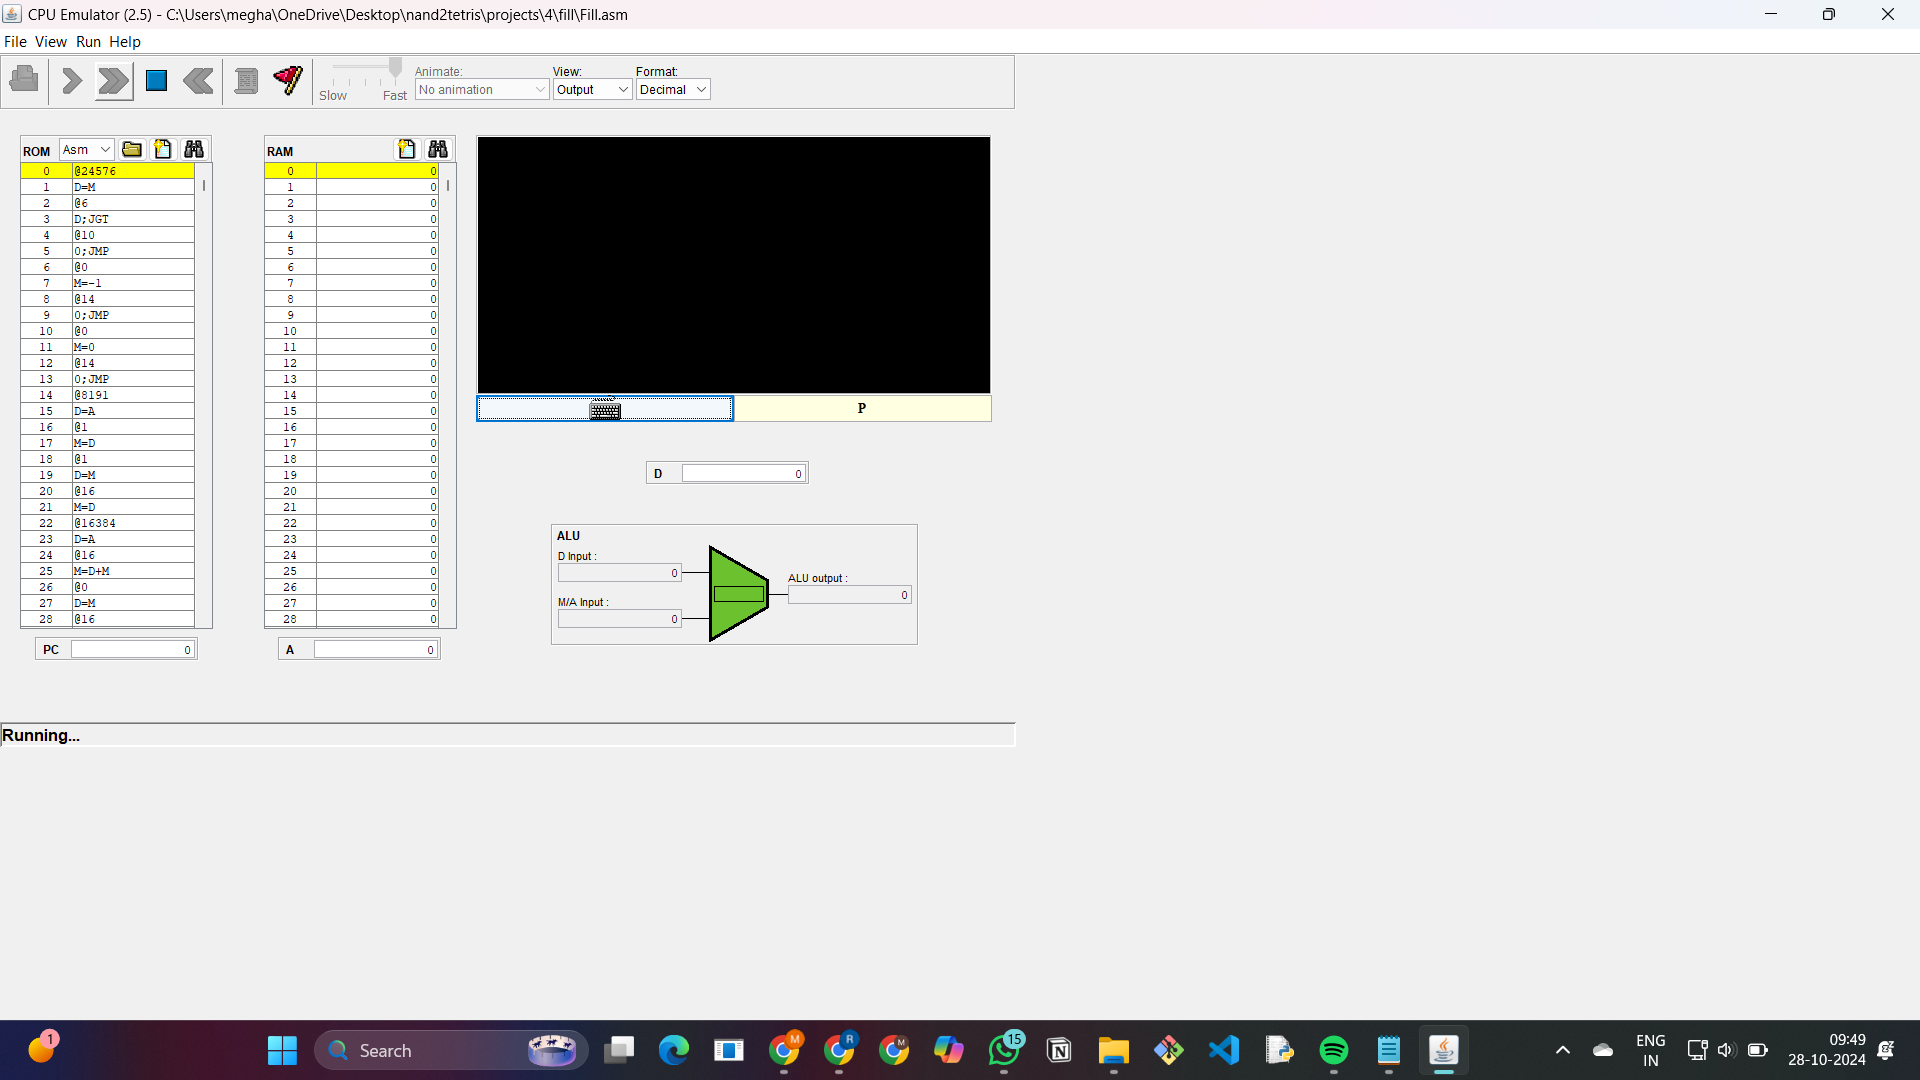 CPU Emulator (2.5) - C:\Users\megha\OneDrive\Desktop\nand2tetris\projects\4\fill\Fill.asm
File View Run Help
Slow Fast
Animate:
No animation
View:
Output
Format:
Decimal
ROM Asm
0 @24576
1 D=M
2 @6
3 D;JGT
4 @10
5 0;JMP
6 @0
7 M=-1
8 @14
9 0;JMP
10 @0
11 M=0
12 @14
13 0;JMP
14 @8191
15 D=A
16 @1
17 M=D
18 @1
19 D=M
20 @16
21 M=D
22 @16384
23 D=A
24 @16
25 M=D+M
26 @0
27 D=M
28 @16
PC 0
RAM
0 0
1 0
2 0
3 0
4 0
5 0
6 0
7 0
8 0
9 0
10 0
11 0
12 0
13 0
14 0
15 0
16 0
17 0
18 0
19 0
20 0
21 0
22 0
23 0
24 0
25 0
26 0
27 0
28 0
A 0
P
D 0
ALU
D Input :
0
M/A Input :
0
ALU output :
0
Running...
1
Search
M
R
M
15
ENG
IN
09:49
28-10-2024